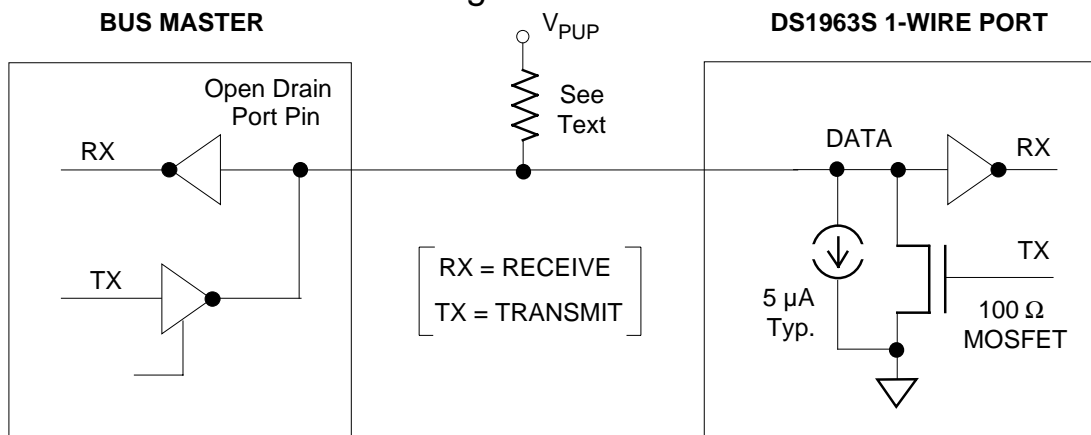 BUS MASTER
Open Drain
Port Pin
RX
TX
V_PUP
See
Text
RX = RECEIVE
TX = TRANSMIT
DS1963S 1-WIRE PORT
DATA
RX
TX
5 µA
Typ.
100 Ω
MOSFET